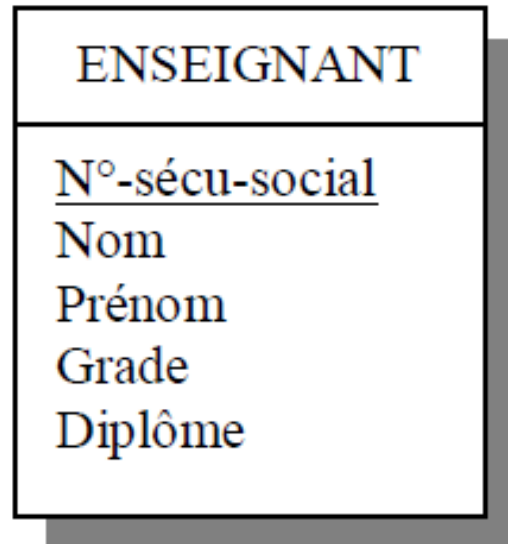 ENSEIGNANT
N°-sécu-social
Nom
Prénom
Grade
Diplôme